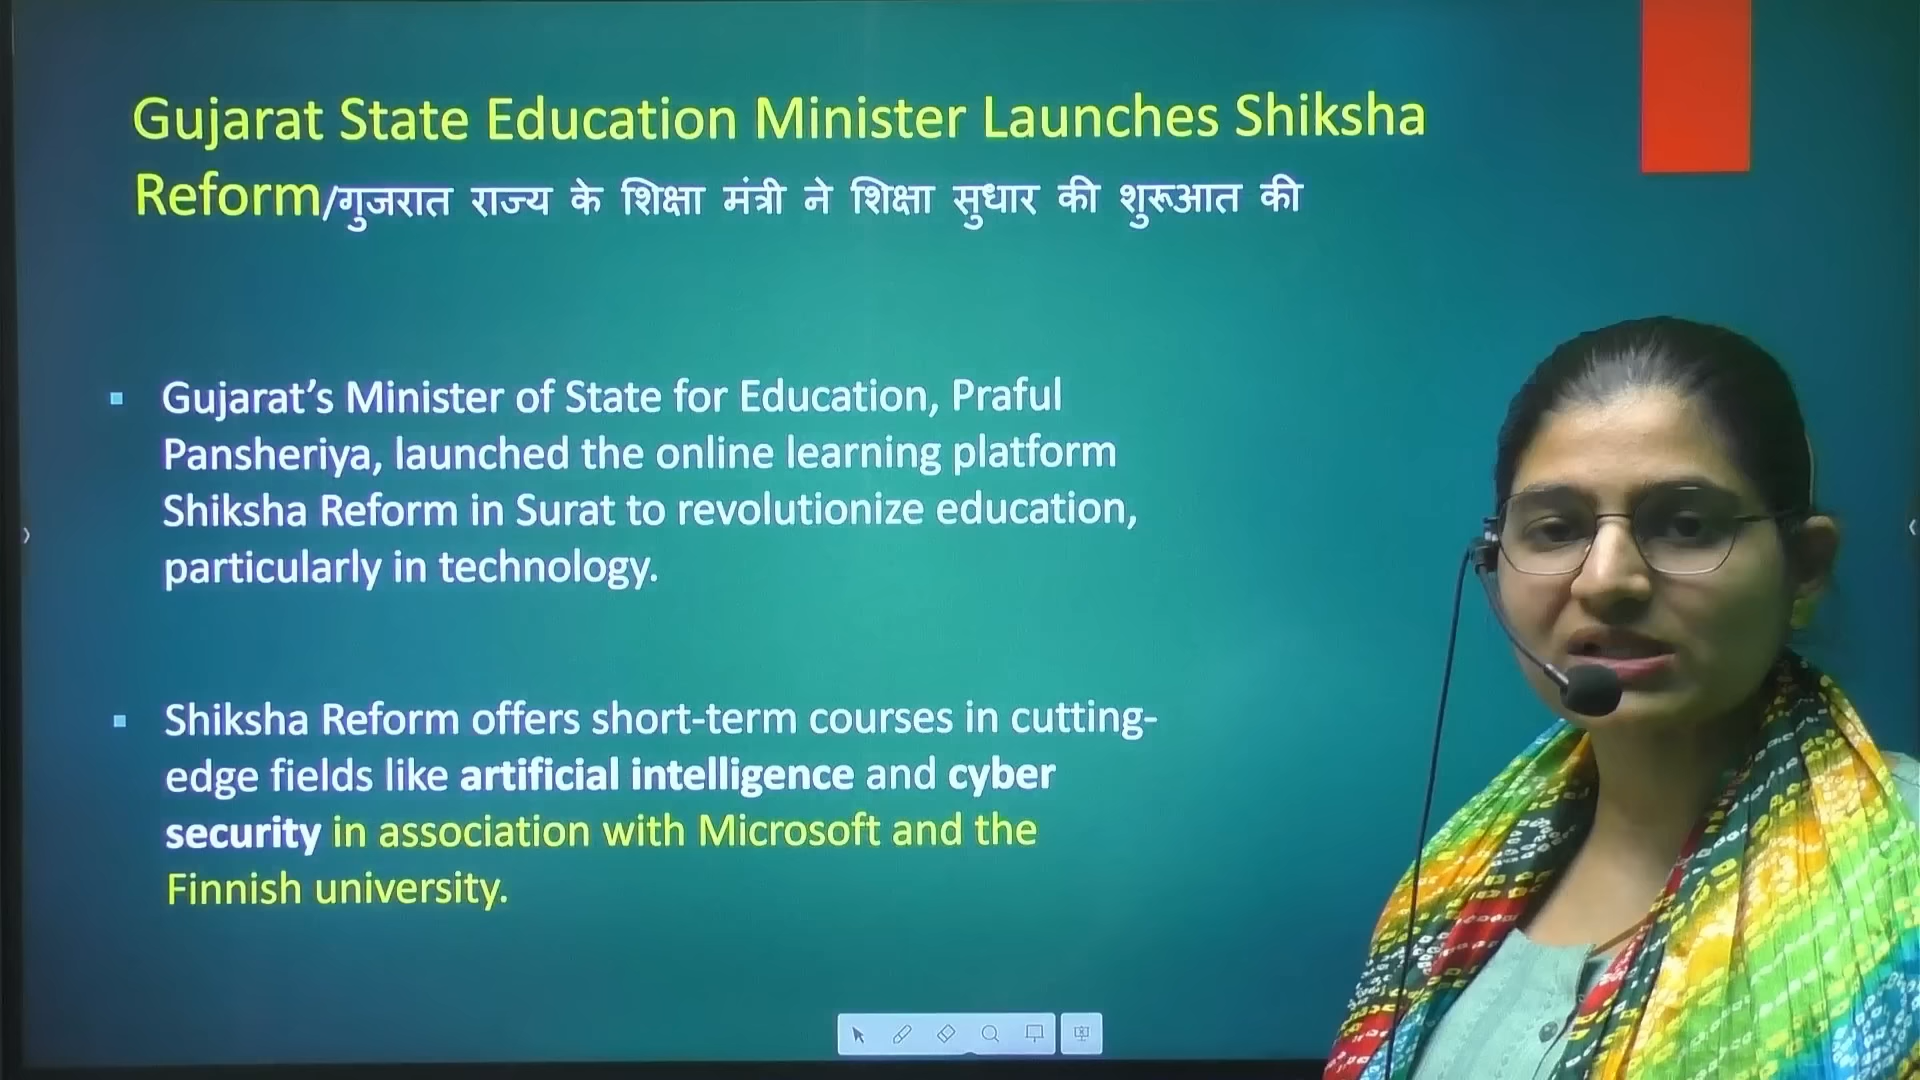 Gujarat State Education Minister Launches Shiksha
Reform/गुजरात राज्य के शिक्षा मंत्री ने शिक्षा सुधार की शुरूआत की
Gujarat’s Minister of State for Education, Praful
Pansheriya, launched the online learning platform
Shiksha Reform in Surat to revolutionize education,
particularly in technology.
Shiksha Reform offers short-term courses in cutting-
edge fields like artificial intelligence and cyber
security in association with Microsoft and the
Finnish university.